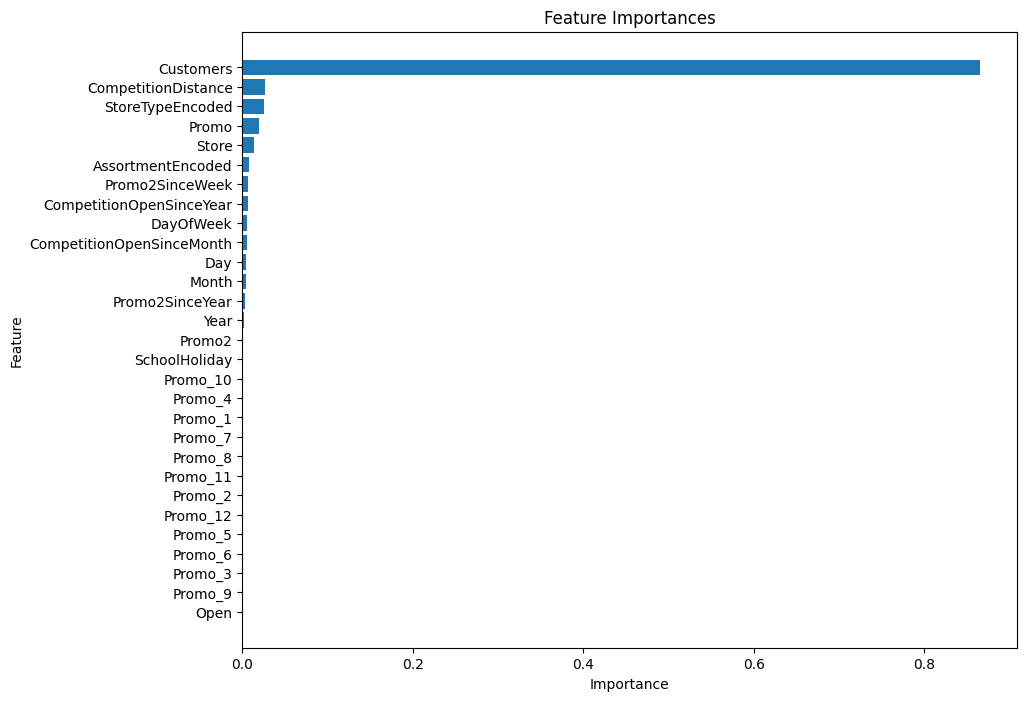 Feature Importances
Customers
CompetitionDistance
StoreTypeEncoded
Promo
Store
AssortmentEncoded
Promo2SinceWeek
CompetitionOpenSinceYear
DayOfWeek
CompetitionOpenSinceMonth
Day
Month
Promo2SinceYear
Year
Promo2
SchoolHoliday
Promo_10
Promo_4
Promo_1
Promo_7
Promo_8
Promo_11
Promo_2
Promo_12
Promo_5
Promo_6
Promo_3
Promo_9
Open
Feature
0.0 0.2 0.4 0.6 0.8
Importance